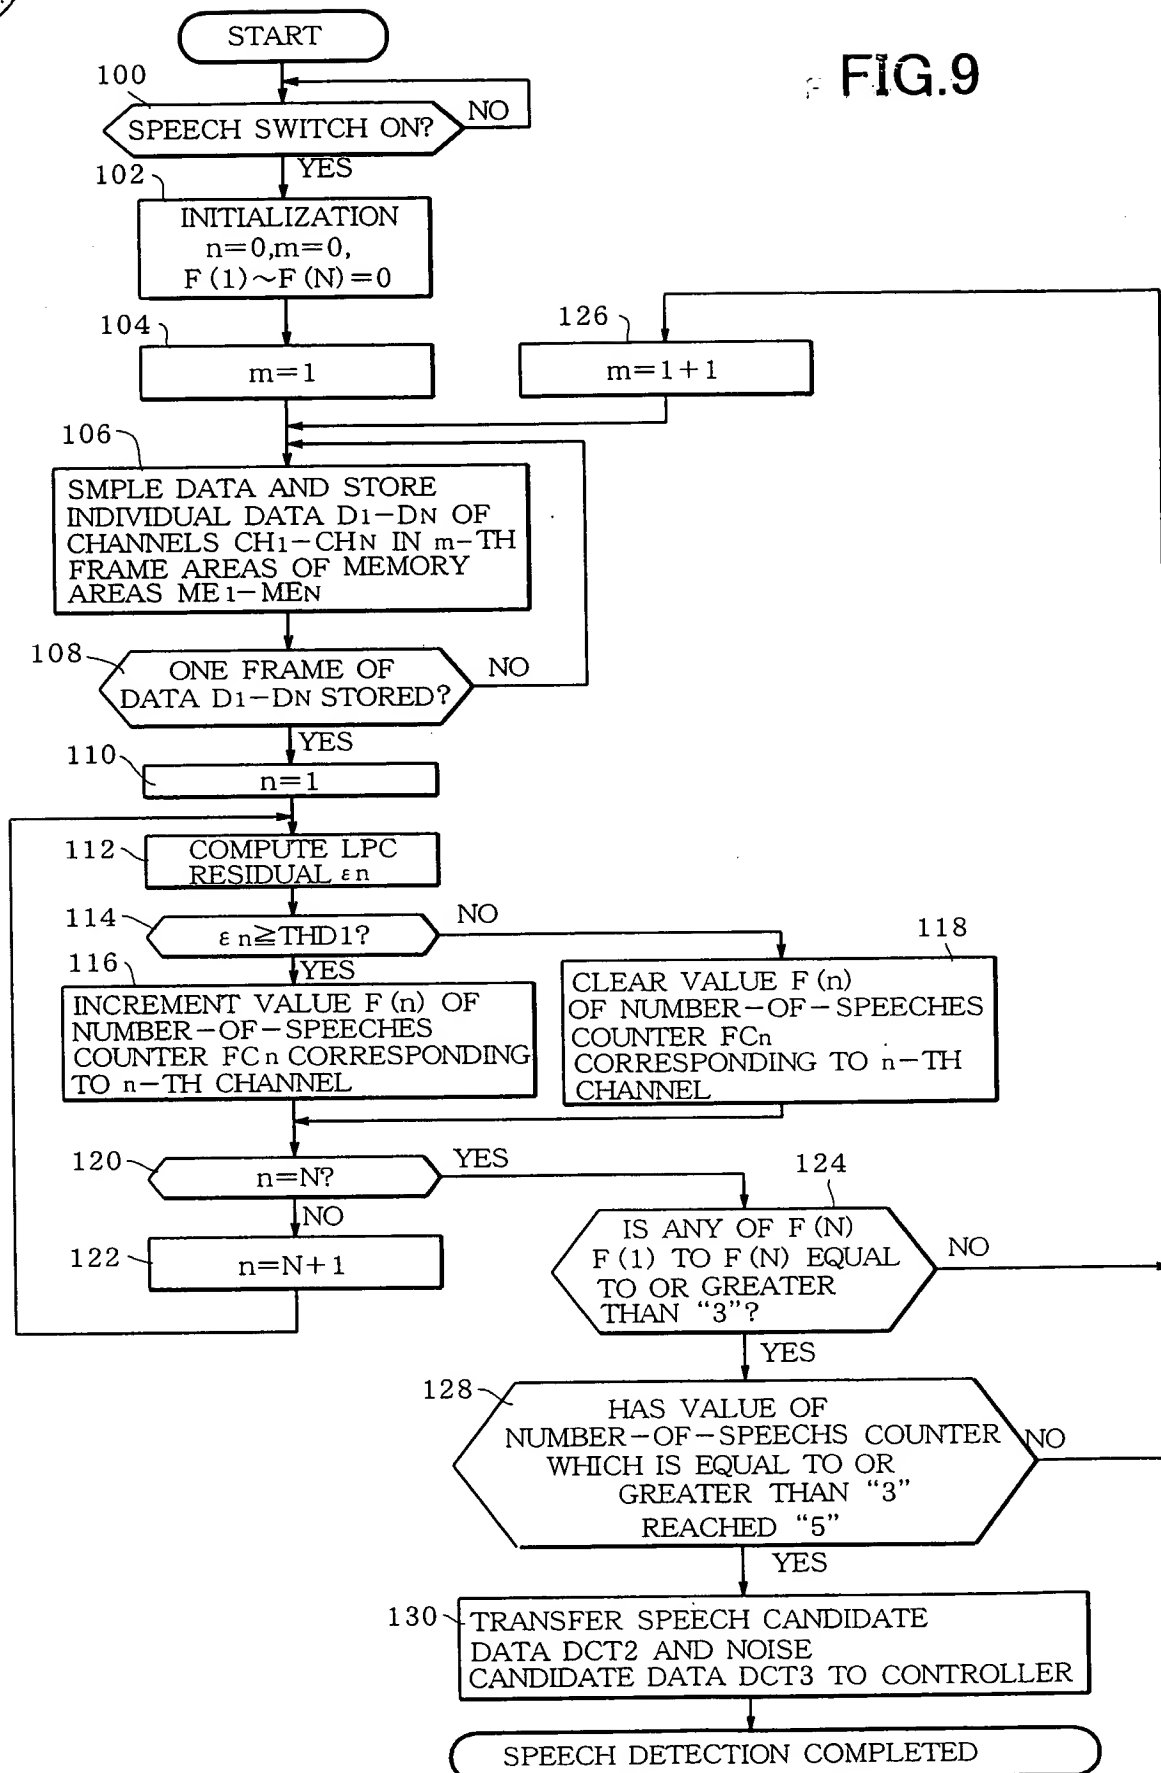 START
FIG.9
100
SPEECH SWITCH ON?
NO
YES
102
INITIALIZATION
n=0,m=0,
F(1)~F(N)=0
104
m=1
126
m=1+1
106
SMPLE DATA AND STORE
INDIVIDUAL DATA D1-DN OF
CHANNELS CH1-CHN IN m-TH
FRAME AREAS OF MEMORY
AREAS ME1-MEN
108
ONE FRAME OF
DATA D1-DN STORED?
NO
YES
110
n=1
112
COMPUTE LPC
RESIDUAL εn
114
εn≧THD1?
NO
YES
116
INCREMENT VALUE F(n) OF
NUMBER-OF-SPEECHES
COUNTER FCn CORRESPONDING
TO n-TH CHANNEL
118
CLEAR VALUE F(n)
OF NUMBER-OF-SPEECHES
COUNTER FCn
CORRESPONDING TO n-TH
CHANNEL
120
n=N?
YES
NO
122
n=N+1
124
IS ANY OF F(N)
F(1) TO F(N) EQUAL
TO OR GREATER
THAN “3”?
NO
YES
128
HAS VALUE OF
NUMBER-OF-SPEECHS COUNTER
WHICH IS EQUAL TO OR
GREATER THAN “3”
REACHED “5”
NO
YES
130
TRANSFER SPEECH CANDIDATE
DATA DCT2 AND NOISE
CANDIDATE DATA DCT3 TO CONTROLLER
SPEECH DETECTION COMPLETED